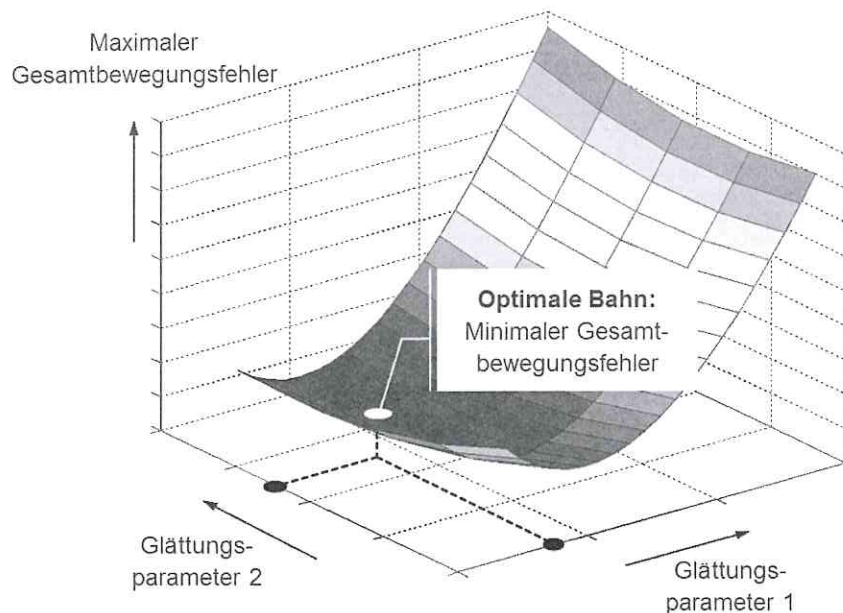 Maximaler
Gesamtbewegungsfehler
Optimale Bahn:
Minimaler Gesamt-
bewegungsfehler
Glättungs-
parameter 2
Glättungs-
parameter 1